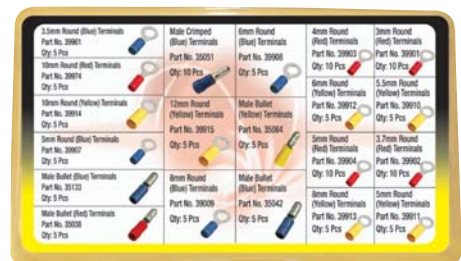 3.5mm Round (Blue) Terminals
Part No. 39961
Qty: 5 Pcs
10mm Round (Red) Terminals
Part No. 39974
Qty: 5 Pcs
10mm Round (Yellow) Terminals
Part No. 39914
Qty: 5 Pcs
5mm Round (Blue) Terminals
Part No. 39907
Qty: 5 Pcs
Male Bullet (Blue) Terminals
Part No. 35133
Qty: 5 Pcs
Male Bullet (Red) Terminals
Part No. 35038
Qty: 5 Pcs
Male Crimped
(Blue) Terminals
Part No. 35051
Qty: 10 Pcs
12mm Round
(Yellow) Terminals
Part No. 39915
Qty: 5 Pcs
8mm Round
(Blue) Terminals
Part No. 39009
Qty: 5 Pcs
6mm Round
(Blue) Terminals
Part No. 39908
Qty: 5 Pcs
Male Bullet
(Yellow) Terminals
Part No. 35084
Qty: 5 Pcs
Male Bullet
(Blue) Terminals
Part No. 35042
Qty: 5 Pcs
4mm Round
(Red) Terminals
Part No. 39903
Qty: 10 Pcs
6mm Round
(Yellow) Terminals
Part No. 39912
Qty: 5 Pcs
5mm Round
(Red) Terminals
Part No. 39904
Qty: 10 Pcs
8mm Round
(Yellow) Terminals
Part No. 39913
Qty: 5 Pcs
3mm Round
(Red) Terminals
Part No. 39901
Qty: 10 Pcs
5.5mm Round
(Yellow) Terminals
Part No. 39910
Qty: 5 Pcs
3.7mm Round
(Red) Terminals
Part No. 39902
Qty: 10 Pcs
5mm Round
(Yellow) Terminals
Part No. 39911
Qty: 5 Pcs